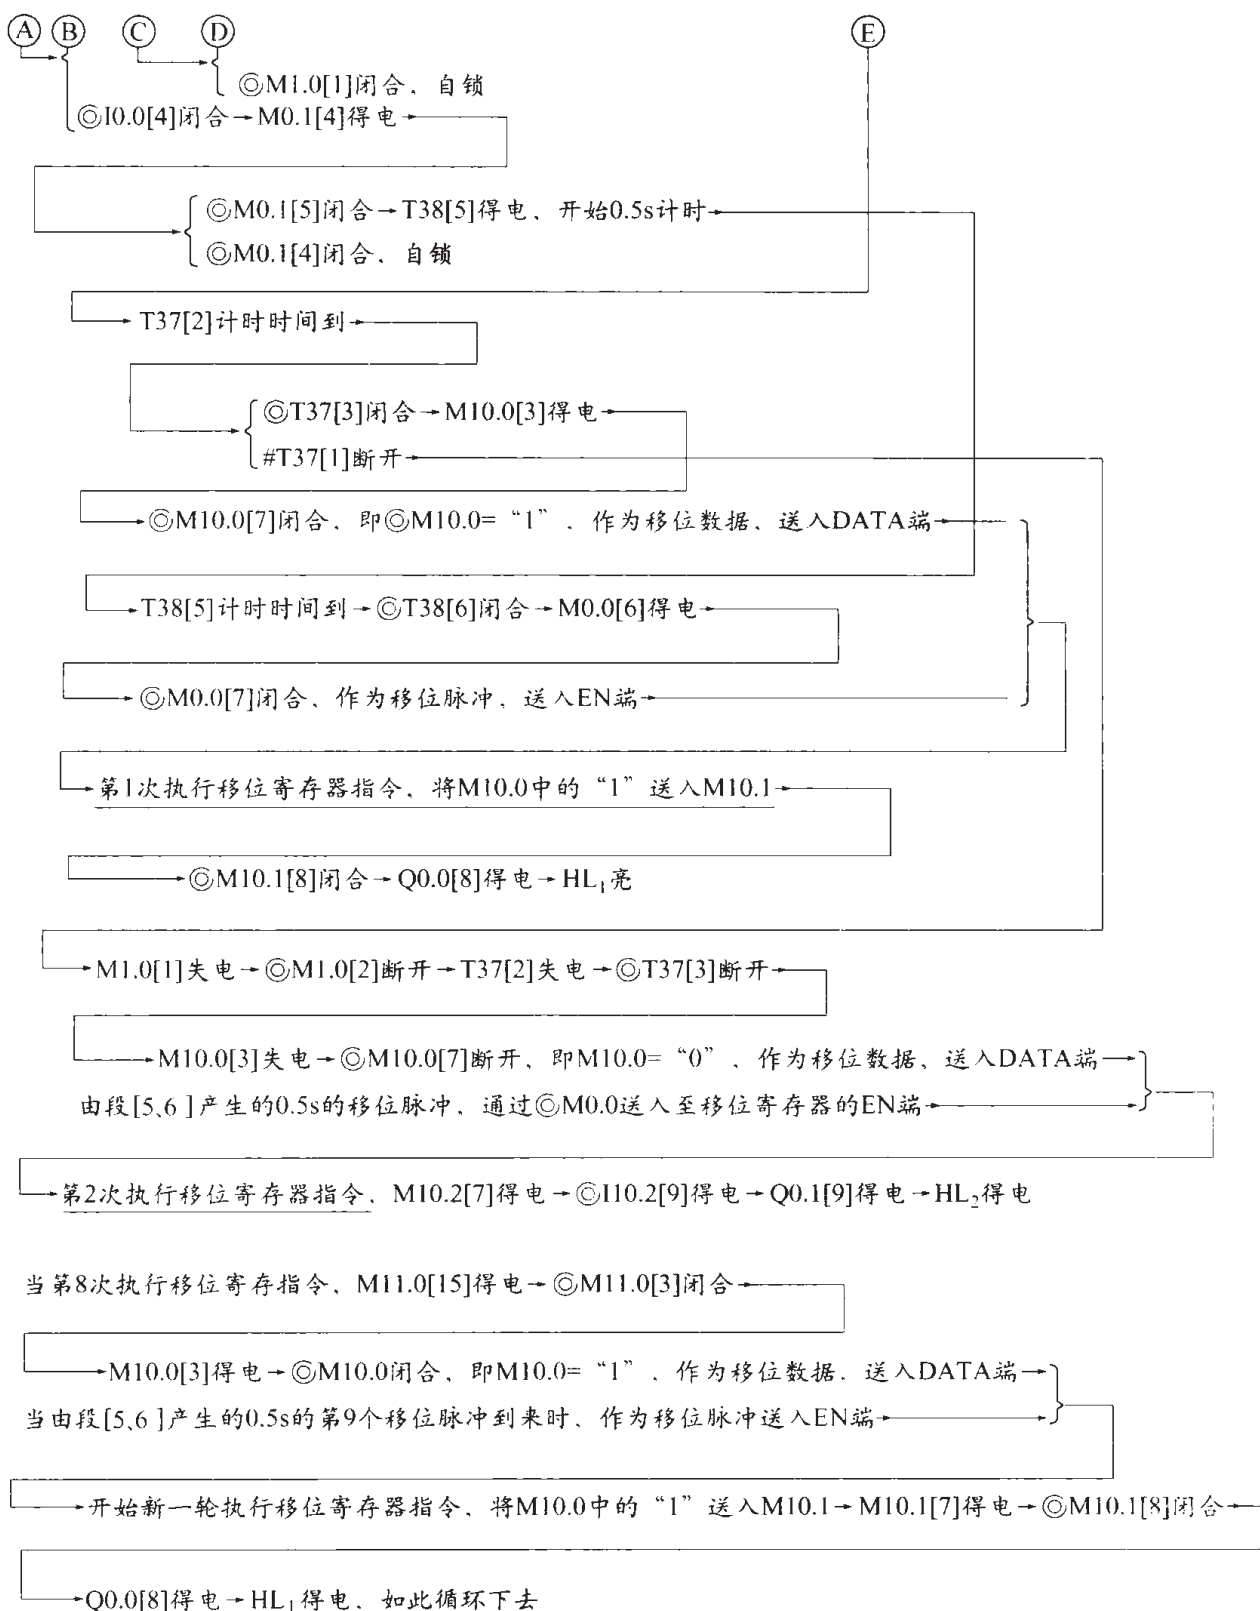 A B C D E
◎M1.0[1]闭合、自锁
◎I0.0[4]闭合→M0.1[4]得电→
◎M0.1[5]闭合→T38[5]得电、开始0.5s计时→
◎M0.1[4]闭合、自锁
T37[2]计时时间到→
◎T37[3]闭合→M10.0[3]得电→
#T37[1]断开→
◎M10.0[7]闭合、即◎M10.0=“1”、作为移位数据、送入DATA端→
T38[5]计时时间到→◎T38[6]闭合→M0.0[6]得电→
◎M0.0[7]闭合、作为移位脉冲、送入EN端→
第1次执行移位寄存器指令、将M10.0中的“1”送入M10.1→
◎M10.1[8]闭合→Q0.0[8]得电→HL₁亮
M1.0[1]失电→◎M1.0[2]断开→T37[2]失电→◎T37[3]断开→
M10.0[3]失电→◎M10.0[7]断开、即M10.0=“0”、作为移位数据、送入DATA端→
由段[5、6]产生的0.5s的移位脉冲、通过◎M0.0送入至移位寄存器的EN端→
第2次执行移位寄存器指令、M10.2[7]得电→◎I10.2[9]得电→Q0.1[9]得电→HL₂得电
当第8次执行移位寄存指令、M11.0[15]得电→◎M11.0[3]闭合→
M10.0[3]得电→◎M10.0闭合、即M10.0=“1”、作为移位数据、送入DATA端→
当由段[5、6]产生的0.5s的第9个移位脉冲到来时、作为移位脉冲送入EN端→
开始新一轮执行移位寄存器指令、将M10.0中的“1”送入M10.1→M10.1[7]得电→◎M10.1[8]闭合→
Q0.0[8]得电→HL₁得电、如此循环下去